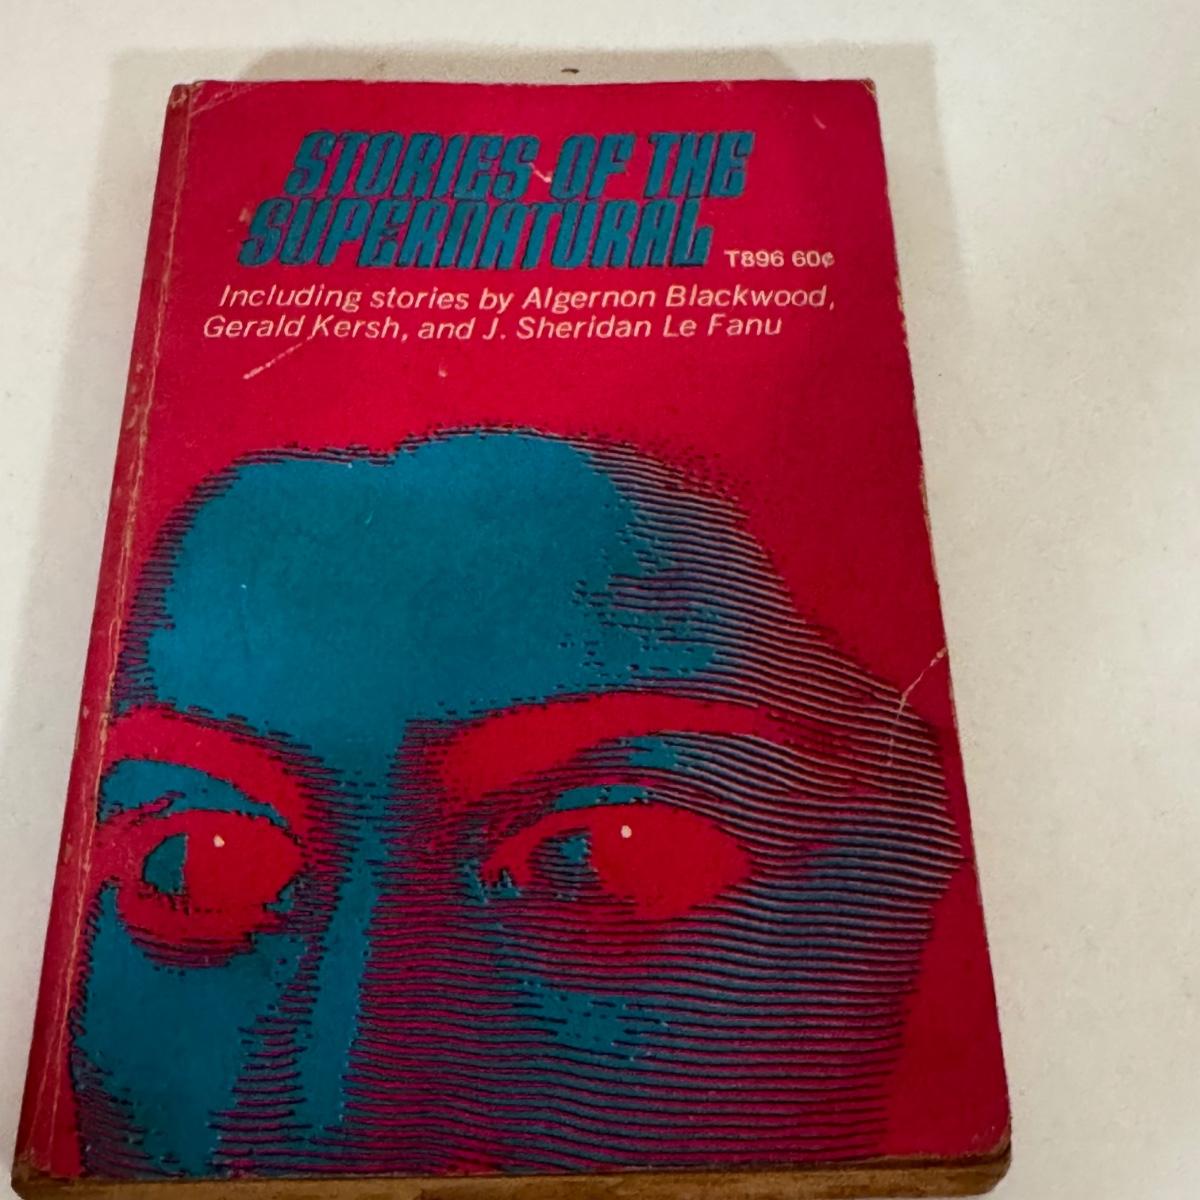 STORIES OF THE
SUPERNATURAL
T896 60¢
Including stories by Algernon Blackwood,
Gerald Kersh, and J. Sheridan Le Fanu